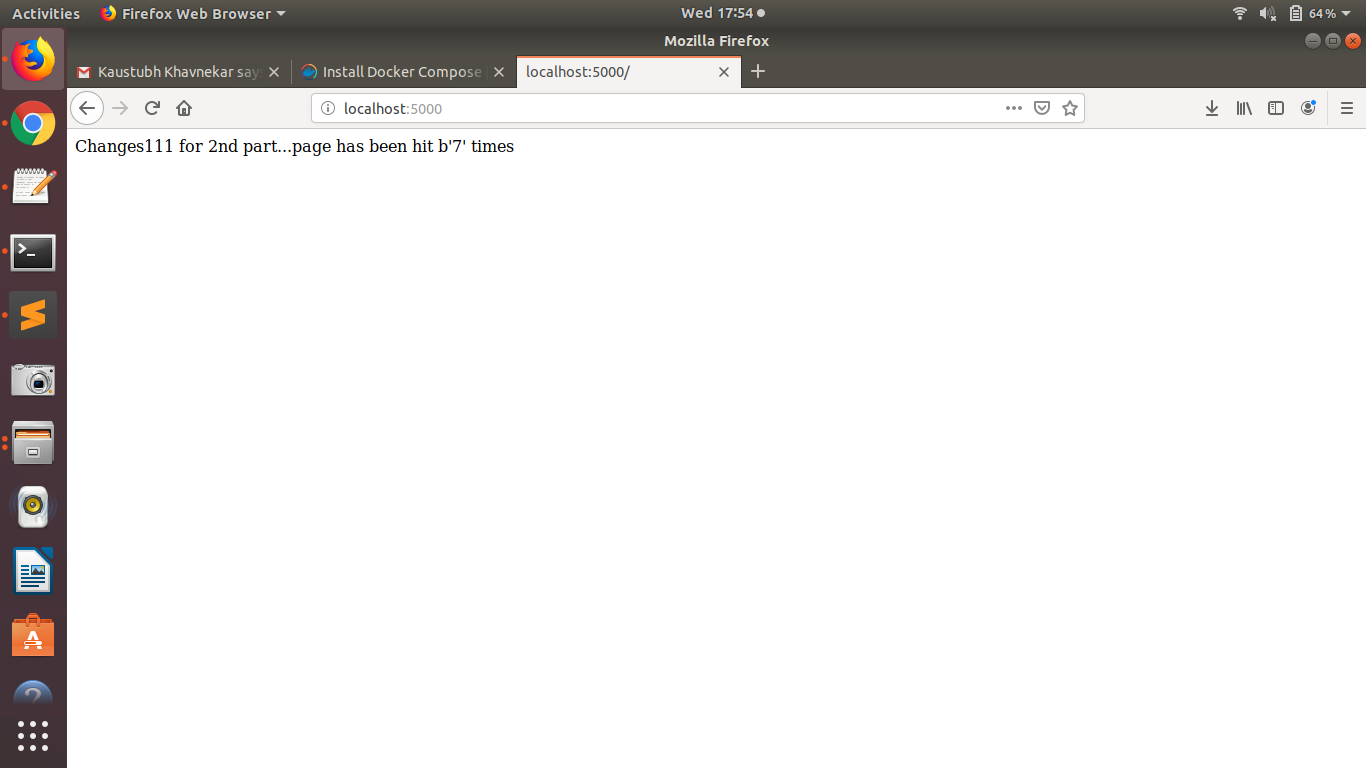 Activities Firefox Web Browser Wed 17:54 64%
Mozilla Firefox
Kaustubh Khavnekar say Install Docker Compose localhost:5000/
localhost:5000
Changes111 for 2nd part...page has been hit b'7' times